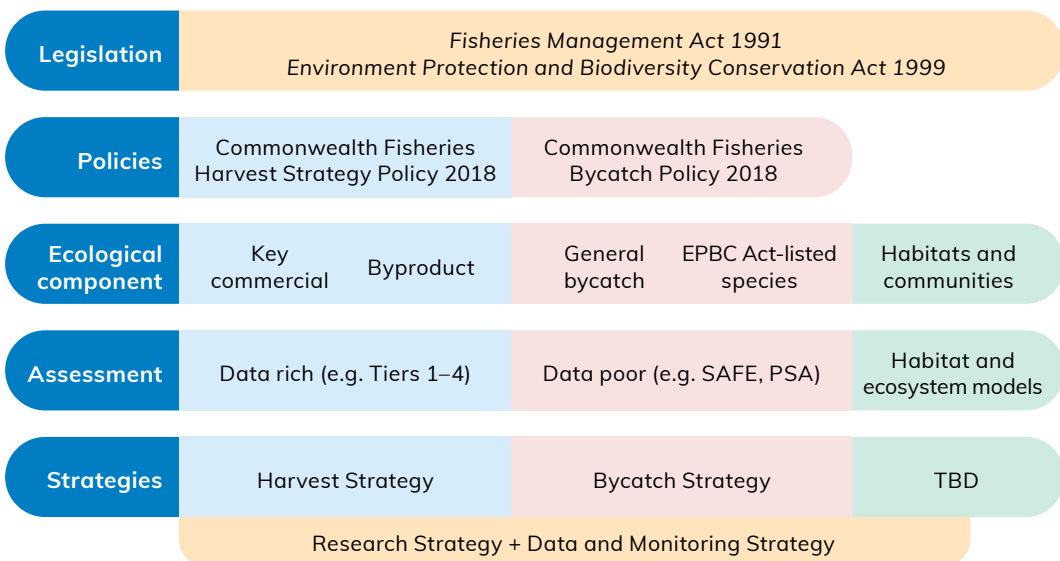 Legislation
Fisheries Management Act 1991
Environment Protection and Biodiversity Conservation Act 1999
Policies
Commonwealth Fisheries
Harvest Strategy Policy 2018
Commonwealth Fisheries
Bycatch Policy 2018
Ecological
component
Key
commercial
Byproduct
General
bycatch
EPBC Act-listed
species
Habitats and
communities
Assessment
Data rich (e.g. Tiers 1–4)
Data poor (e.g. SAFE, PSA)
Habitat and
ecosystem models
Strategies
Harvest Strategy
Bycatch Strategy
TBD
Research Strategy + Data and Monitoring Strategy